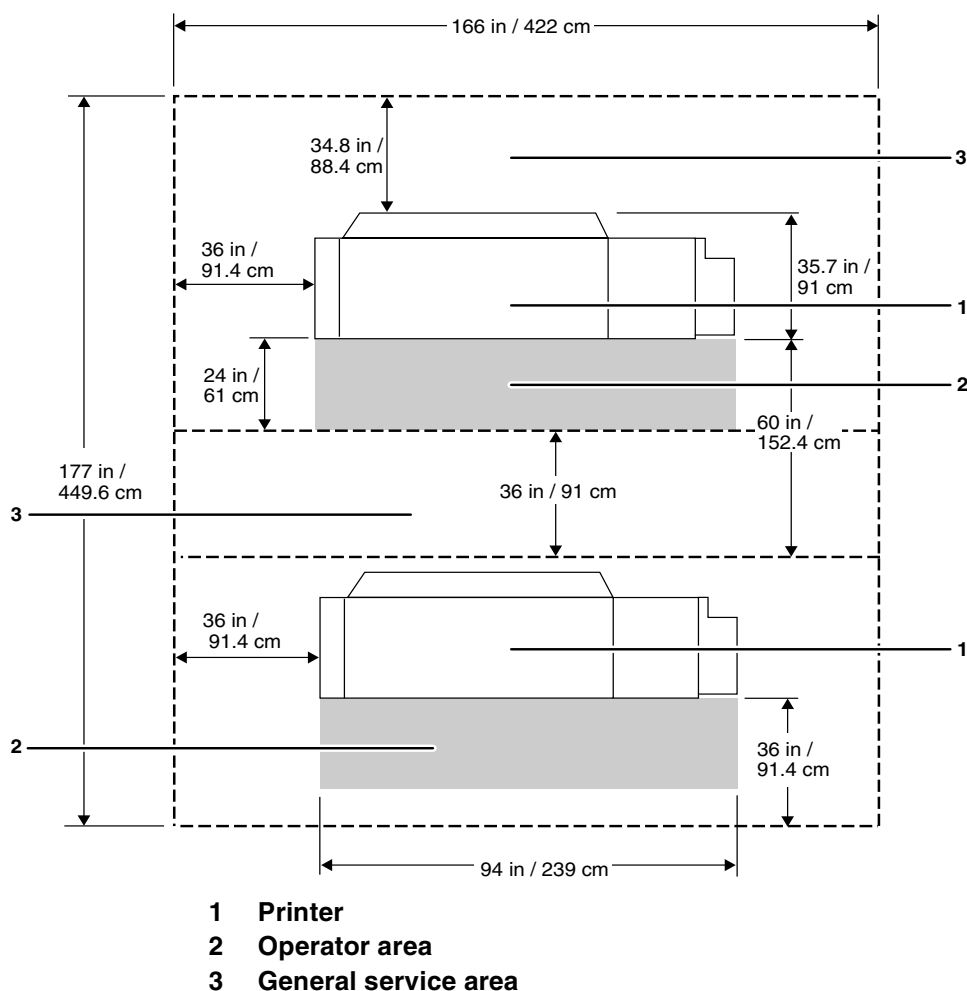 166 in / 422 cm
34.8 in /
88.4 cm
3
36 in /
91.4 cm
35.7 in /
91 cm
1
24 in /
61 cm
2
60 in /
152.4 cm
177 in /
449.6 cm
36 in / 91 cm
3
36 in /
91.4 cm
1
2
36 in /
91.4 cm
94 in / 239 cm
1 Printer
2 Operator area
3 General service area